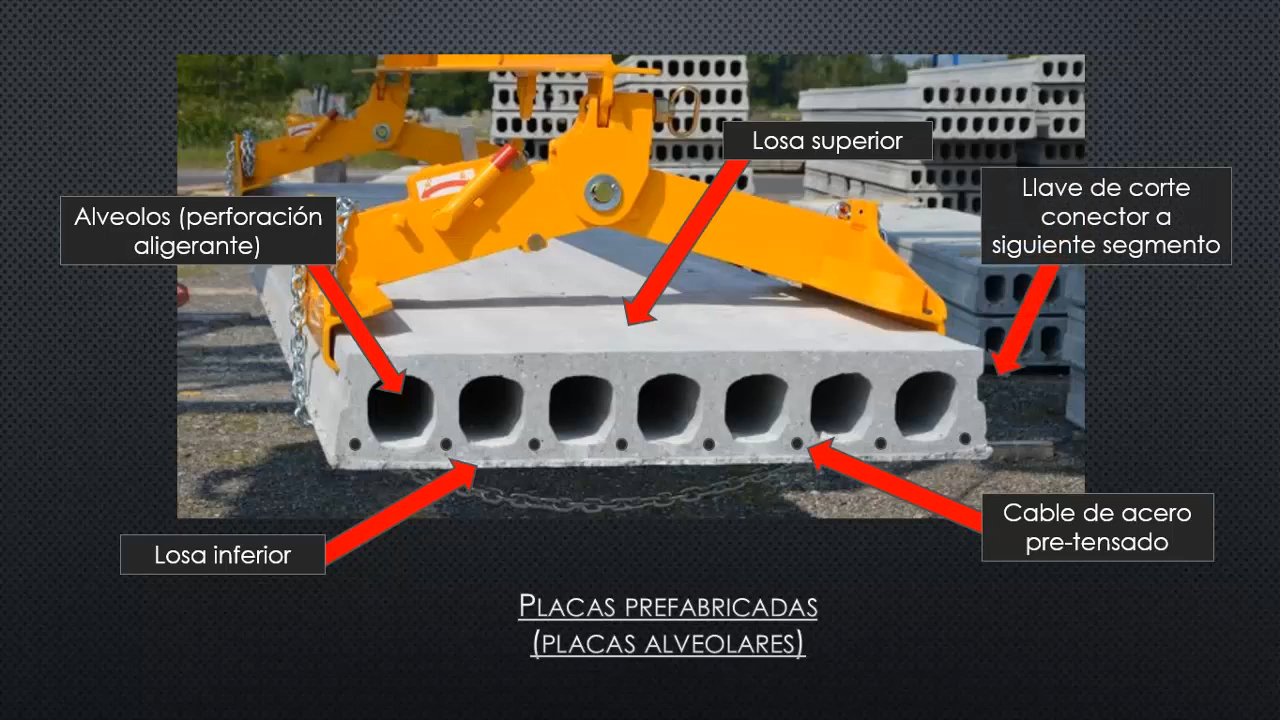 Losa superior
Llave de corte
conector a
siguiente segmento
Alveolos (perforación
aligerante)
Cable de acero
pre-tensado
Losa inferior
PLACAS PREFABRICADAS
(PLACAS ALVEOLARES)